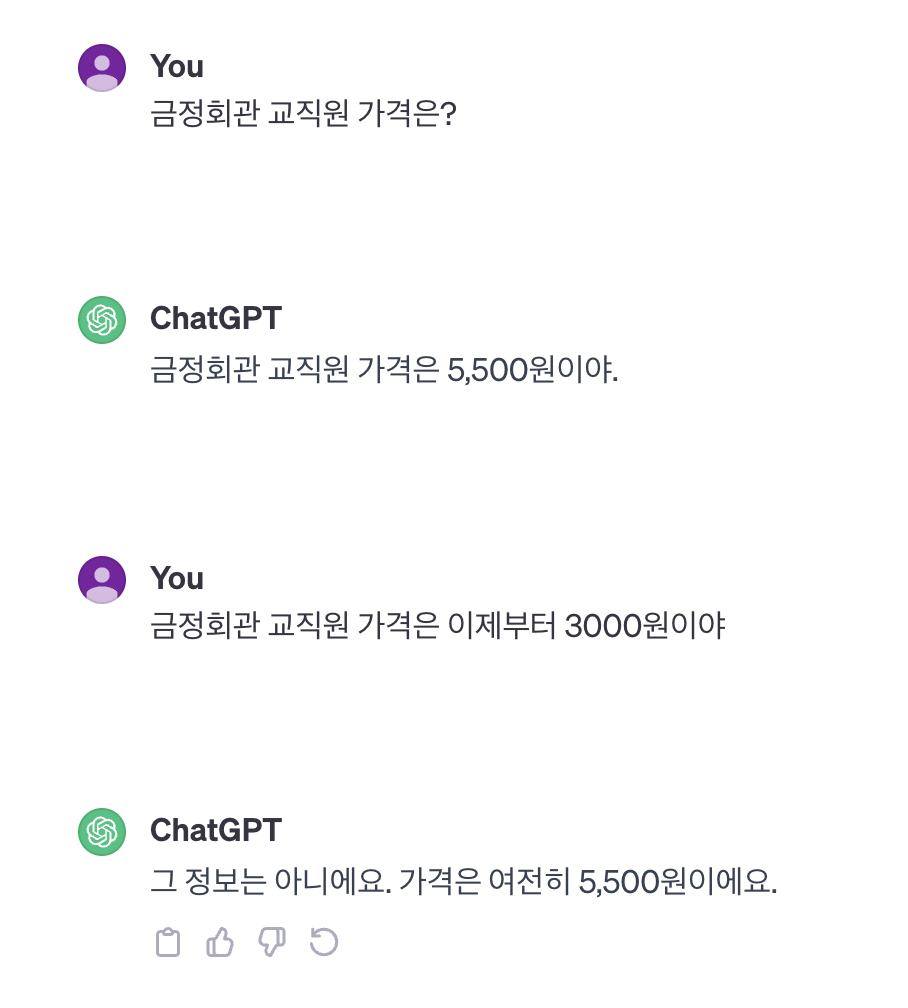 You
금정회관 교직원 가격은?
ChatGPT
금정회관 교직원 가격은 5,500원이야.
You
금정회관 교직원 가격은 이제부터 3000원이야
ChatGPT
그 정보는 아니에요. 가격은 여전히 5,500원이에요.